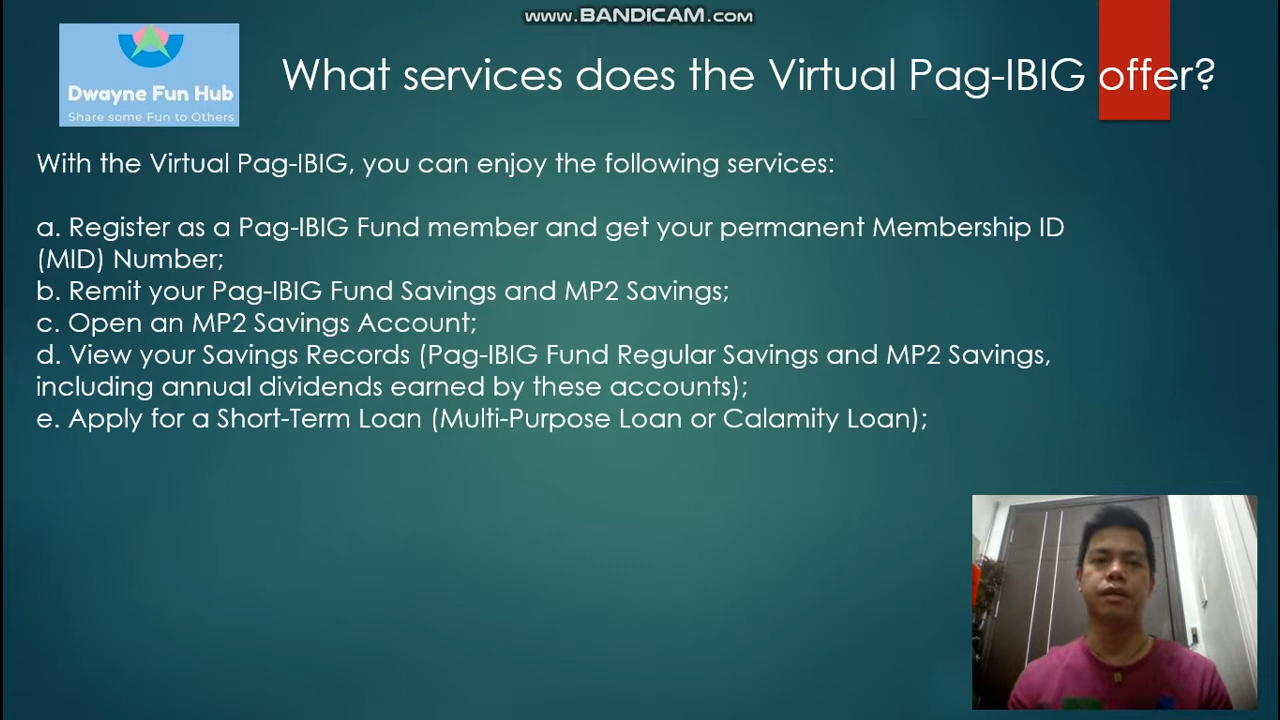 www.BANDICAM.com
Dwayne Fun Hub
Share some Fun to Others
What services does the Virtual Pag-IBIG offer?
With the Virtual Pag-IBIG, you can enjoy the following services:
a. Register as a Pag-IBIG Fund member and get your permanent Membership ID
(MID) Number;
b. Remit your Pag-IBIG Fund Savings and MP2 Savings;
c. Open an MP2 Savings Account;
d. View your Savings Records (Pag-IBIG Fund Regular Savings and MP2 Savings,
including annual dividends earned by these accounts);
e. Apply for a Short-Term Loan (Multi-Purpose Loan or Calamity Loan);